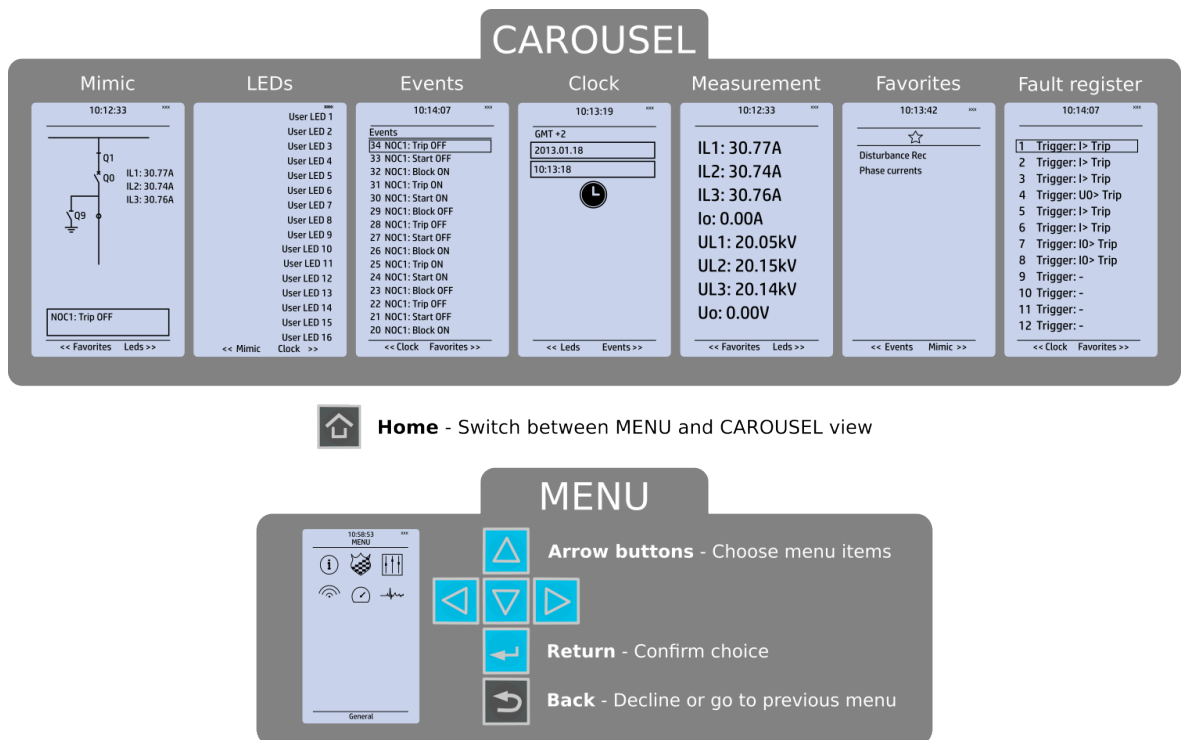 CAROUSEL
Mimic
10:12:33 xxx
Q1
Q0
Q9
IL1: 30.77A
IL2: 30.74A
IL3: 30.76A
NOC1: Trip OFF
<< Favorites Leds >>
LEDs
xxx
User LED 1
User LED 2
User LED 3
User LED 4
User LED 5
User LED 6
User LED 7
User LED 8
User LED 9
User LED 10
User LED 11
User LED 12
User LED 13
User LED 14
User LED 15
User LED 16
<< Mimic Clock >>
Events
10:14:07 xxx
Events
34 NOC1: Trip OFF
33 NOC1: Start OFF
32 NOC1: Block ON
31 NOC1: Trip ON
30 NOC1: Start ON
29 NOC1: Block OFF
28 NOC1: Trip OFF
27 NOC1: Start OFF
26 NOC1: Block ON
25 NOC1: Trip ON
24 NOC1: Start ON
23 NOC1: Block OFF
22 NOC1: Trip OFF
21 NOC1: Start OFF
20 NOC1: Block ON
<< Clock Favorites >>
Clock
10:13:19 xxx
GMT +2
2013.01.18
10:13:18
<< Leds Events >>
Measurement
10:12:33 xxx
IL1: 30.77A
IL2: 30.74A
IL3: 30.76A
Io: 0.00A
UL1: 20.05kV
UL2: 20.15kV
UL3: 20.14kV
Uo: 0.00V
<< Favorites Leds >>
Favorites
10:13:42 xxx
Disturbance Rec
Phase currents
<< Events Mimic >>
Fault register
10:14:07 xxx
1 Trigger: I> Trip
2 Trigger: I> Trip
3 Trigger: I> Trip
4 Trigger: U0> Trip
5 Trigger: I> Trip
6 Trigger: I> Trip
7 Trigger: I0> Trip
8 Trigger: I0> Trip
9 Trigger: -
10 Trigger: -
11 Trigger: -
12 Trigger: -
<< Clock Favorites >>
Home - Switch between MENU and CAROUSEL view
MENU
10:58:53 xxx
MENU
General
Arrow buttons - Choose menu items
Return - Confirm choice
Back - Decline or go to previous menu